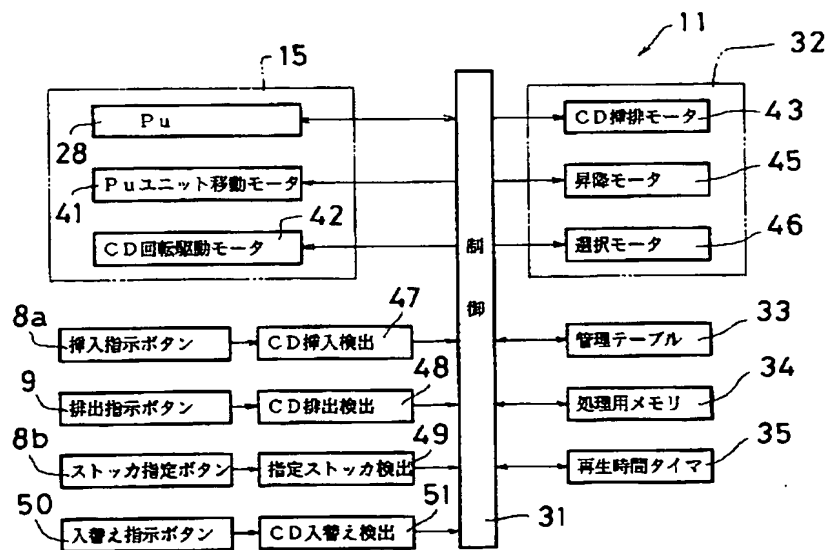 11
15
32
Pu
28
CD挿排モータ
43
Puユニット移動モータ
41
昇降モータ
45
CD回転駆動モータ
42
選択モータ
46
制御
31
8a
挿入指示ボタン
CD挿入検出
47
管理テーブル
33
9
排出指示ボタン
CD排出検出
48
処理用メモリ
34
8b
ストッカ指定ボタン
指定ストッカ検出
49
再生時間タイマ
35
50
入替え指示ボタン
CD入替え検出
51